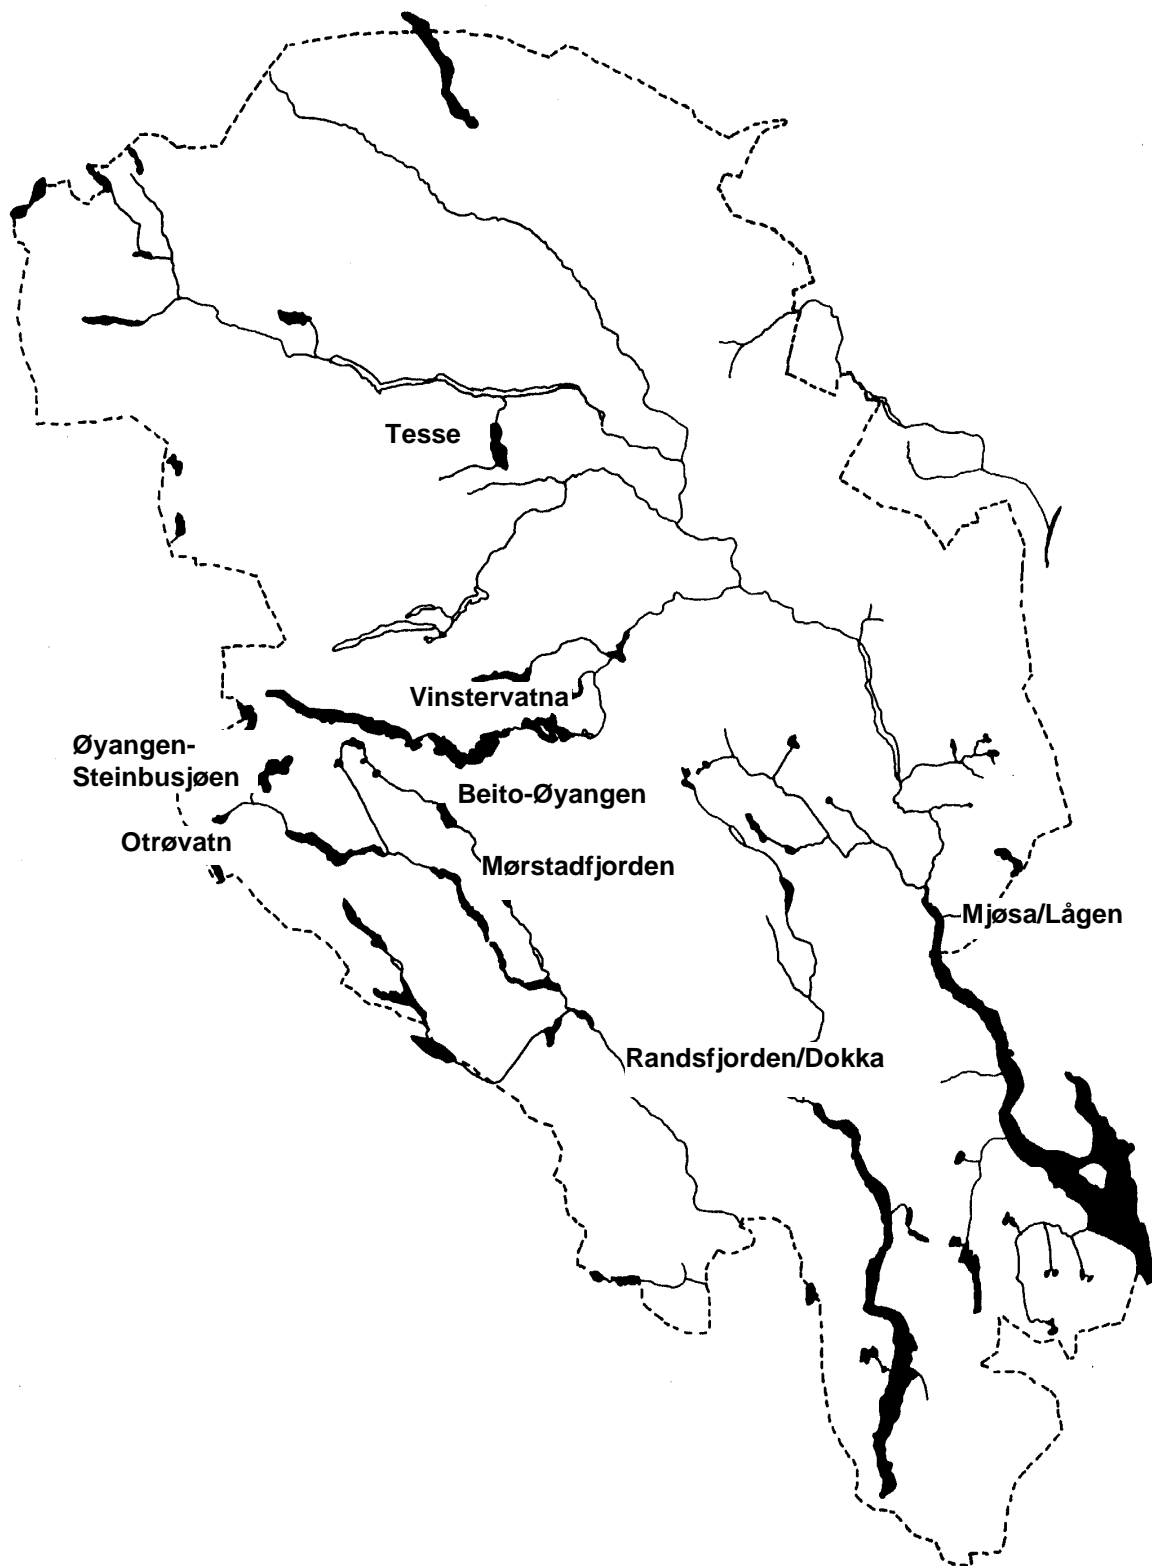 Tesse
Vinstervatna
Øyangen-
Steinbusjøen
Beito-Øyangen
Otrøvatn
Mørstadfjorden
Mjøsa/Lågen
Randsfjorden/Dokka